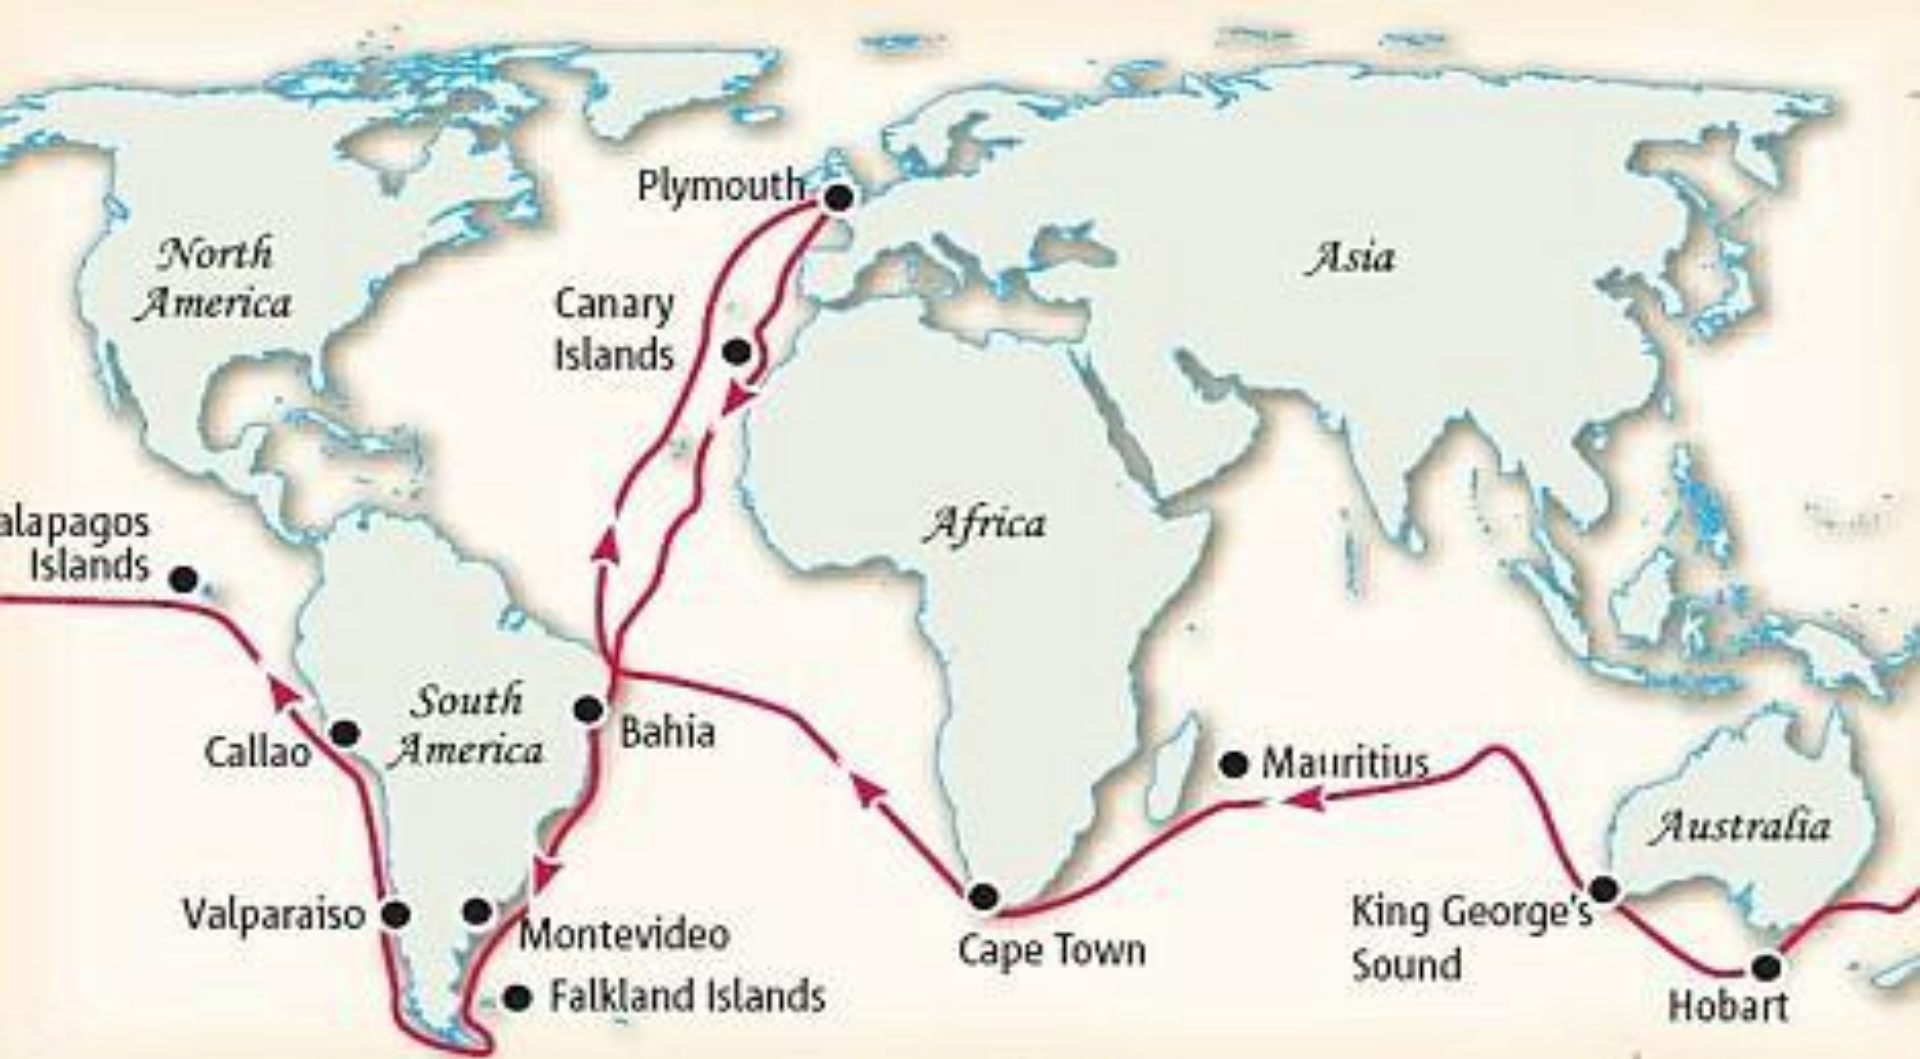 Plymouth
North
America
Asia
Canary
Islands
Africa
alapagos
Islands
South
America
Bahia
Callao
Mauritius
Australia
Valparaiso
Montevideo
King George's
Sound
Cape Town
Falkland Islands
Hobart